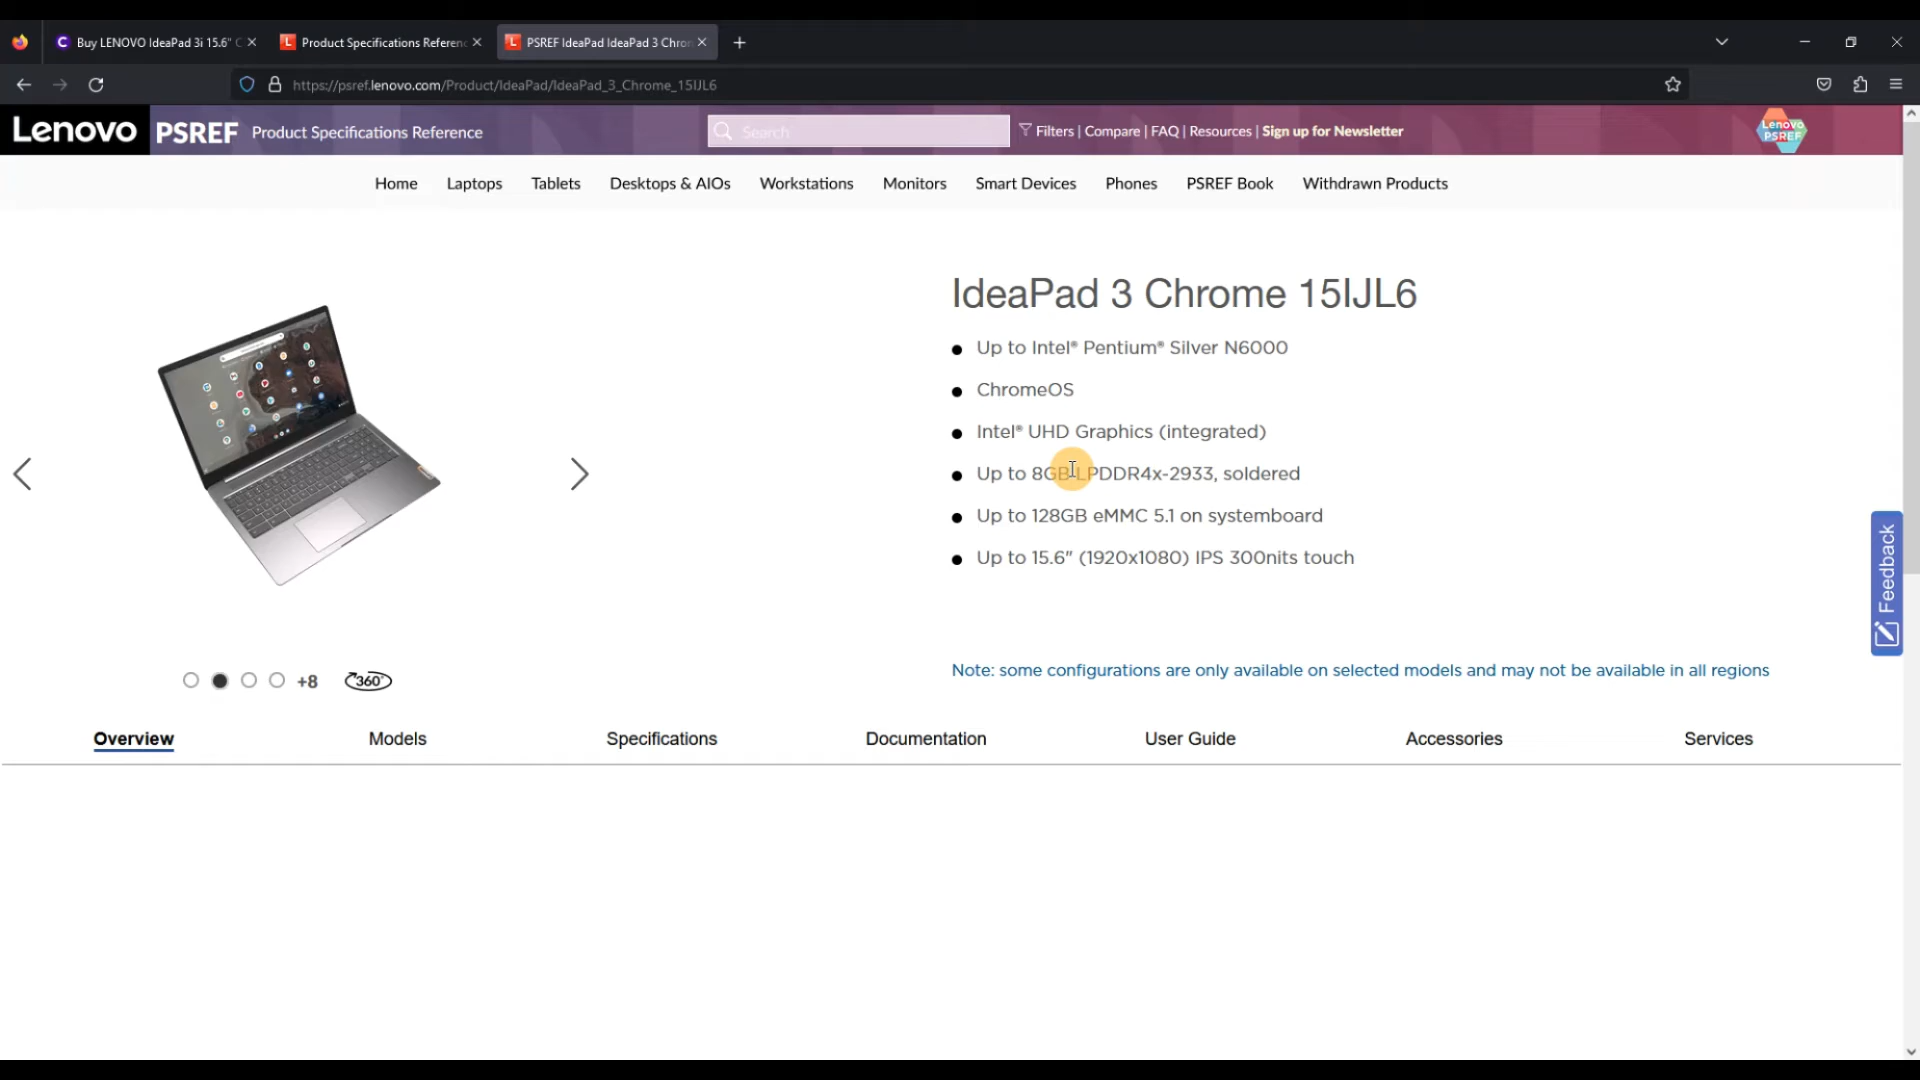 Buy LENOVO IdeaPad 3i 15.6" C
Product Specifications Referenc
PSREF IdeaPad IdeaPad 3 Chron
https://psref.lenovo.com/Product/IdeaPad/IdeaPad_3_Chrome_15IJL6
Lenovo PSREF Product Specifications Reference
Search
Filters | Compare | FAQ | Resources | Sign up for Newsletter
Lenovo
PSREF
Home Laptops Tablets Desktops & AIOs Workstations Monitors Smart Devices Phones PSREF Book Withdrawn Products
IdeaPad 3 Chrome 15IJL6
Up to Intel® Pentium® Silver N6000
ChromeOS
Intel® UHD Graphics (integrated)
Up to 8GB LPDDR4x-2933, soldered
Up to 128GB eMMC 5.1 on systemboard
Up to 15.6" (1920x1080) IPS 300nits touch
Feedback
Note: some configurations are only available on selected models and may not be available in all regions
+8
360°
Overview Models Specifications Documentation User Guide Accessories Services